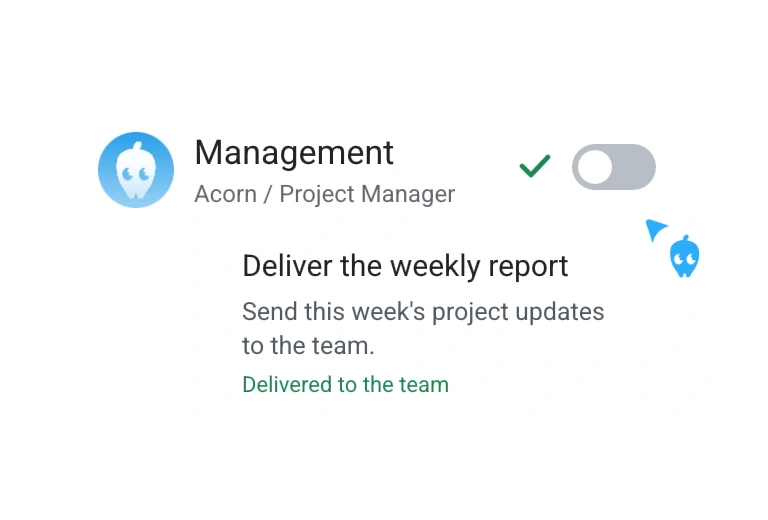 Management
Acorn / Project Manager
Deliver the weekly report
Send this week's project updates
to the team.
Delivered to the team